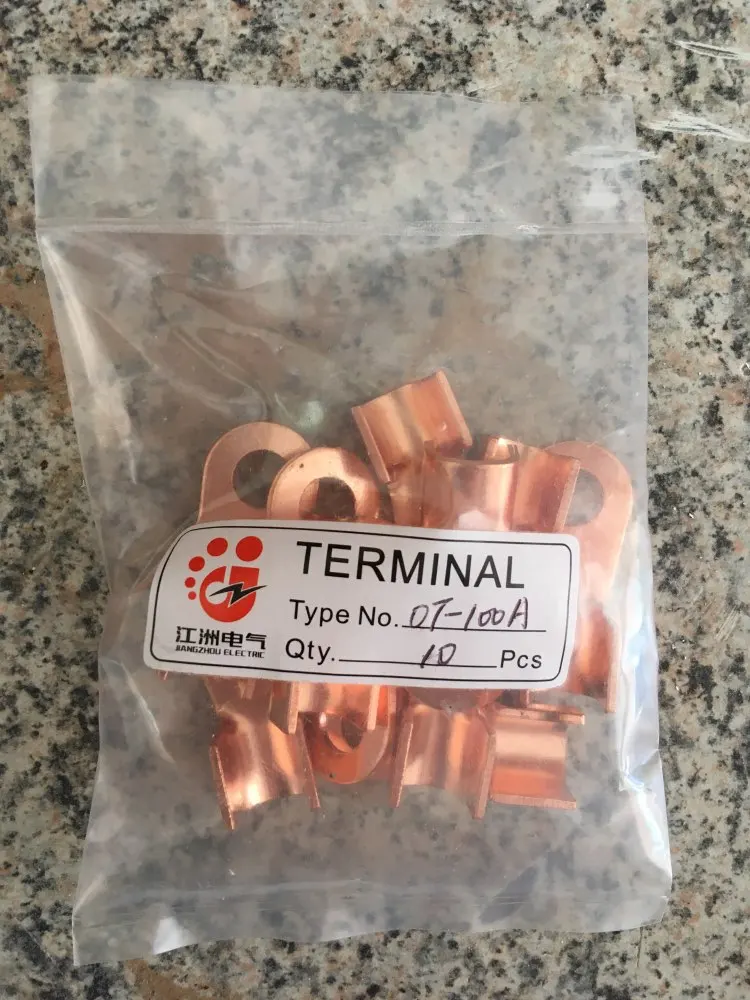 TERMINAL
Type No. OT-100A
Qty. 10 Pcs
江洲电气
JIANGZHOU ELECTRIC